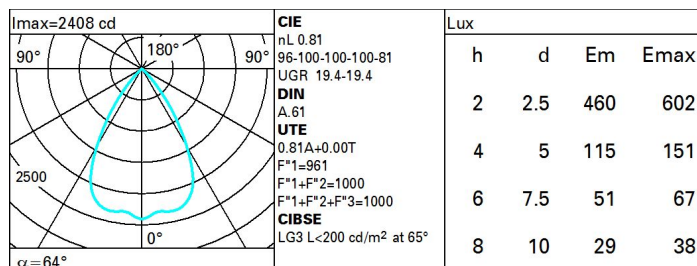 Imax=2408 cd
90° 180° 90°
2500
0°
α=64°
CIE
nL 0.81
96-100-100-100-81
UGR 19.4-19.4
DIN
A.61
UTE
0.81A+0.00T
F"1=961
F"1+F"2=1000
F"1+F"2+F"3=1000
CIBSE
LG3 L<200 cd/m² at 65°
Lux
h d Em Emax
2 2.5 460 602
4 5 115 151
6 7.5 51 67
8 10 29 38